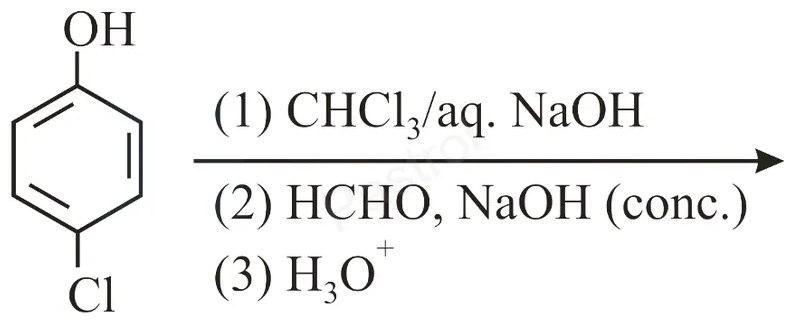 OH
(1) CHCl₃/aq. NaOH
(2) HCHO, NaOH (conc.)
(3) H₃O⁺
Cl